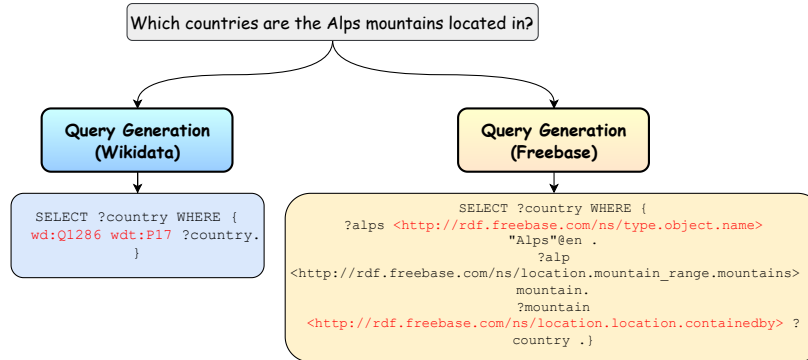 Which countries are the Alps mountains located in?
Query Generation
(Wikidata)
Query Generation
(Freebase)
SELECT ?country WHERE {
wd:Q1286 wdt:P17 ?country.
}
SELECT ?country WHERE {
?alps <http://rdf.freebase.com/ns/type.object.name>
"Alps"@en .
?alp
<http://rdf.freebase.com/ns/location.mountain_range.mountains>
mountain.
?mountain
<http://rdf.freebase.com/ns/location.location.containedby> ?
country .}